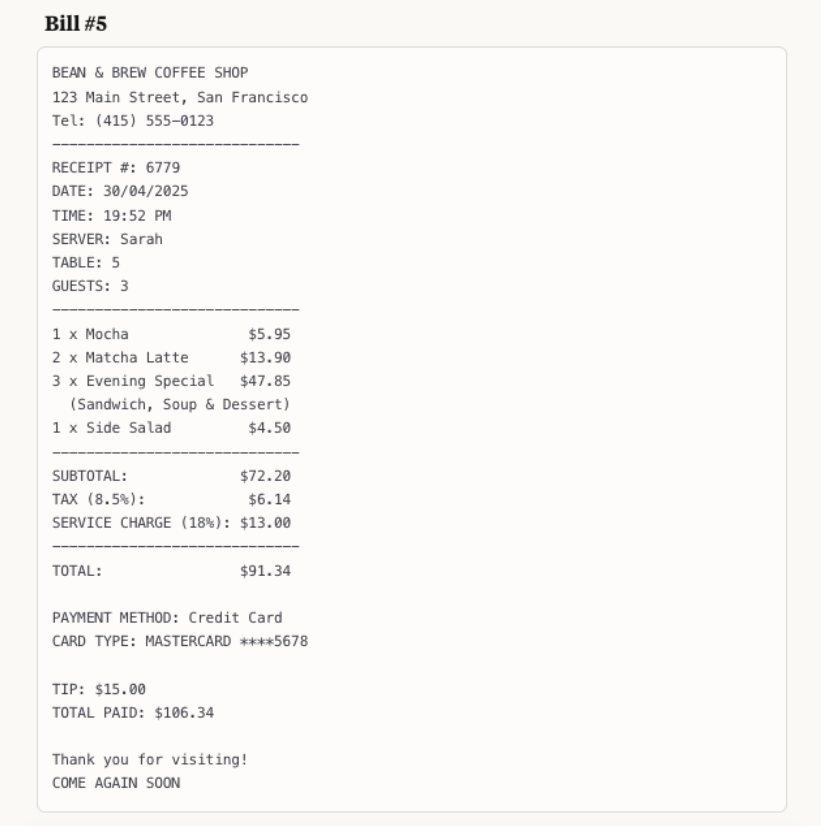 Bill #5
BEAN & BREW COFFEE SHOP
123 Main Street, San Francisco
Tel: (415) 555-0123
-----------------------------
RECEIPT #: 6779
DATE: 30/04/2025
TIME: 19:52 PM
SERVER: Sarah
TABLE: 5
GUESTS: 3
-----------------------------
1 x Mocha              $5.95
2 x Matcha Latte      $13.90
3 x Evening Special   $47.85
  (Sandwich, Soup & Dessert)
1 x Side Salad         $4.50
-----------------------------
SUBTOTAL:             $72.20
TAX (8.5%):            $6.14
SERVICE CHARGE (18%): $13.00
-----------------------------
TOTAL:                $91.34
PAYMENT METHOD: Credit Card
CARD TYPE: MASTERCARD ****5678
TIP: $15.00
TOTAL PAID: $106.34
Thank you for visiting!
COME AGAIN SOON